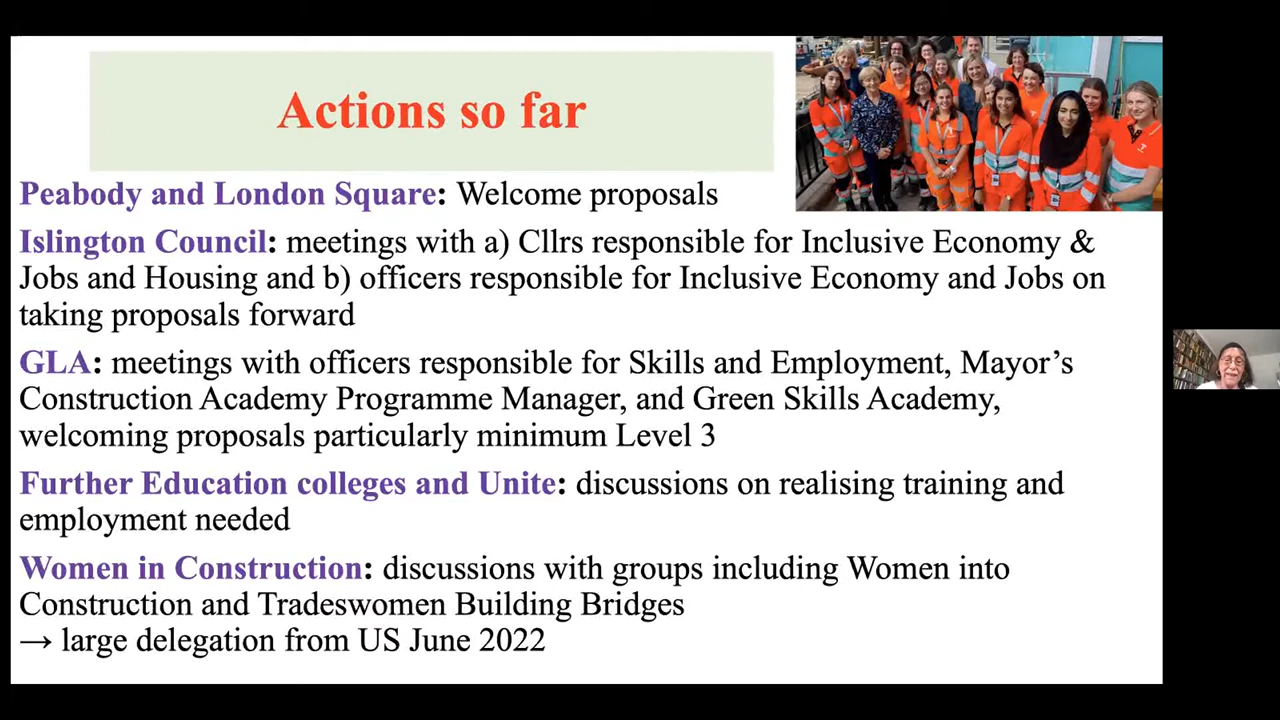 Actions so far
Peabody and London Square: Welcome proposals
Islington Council: meetings with a) Cllrs responsible for Inclusive Economy &
Jobs and Housing and b) officers responsible for Inclusive Economy and Jobs on
taking proposals forward
GLA: meetings with officers responsible for Skills and Employment, Mayor's
Construction Academy Programme Manager, and Green Skills Academy,
welcoming proposals particularly minimum Level 3
Further Education colleges and Unite: discussions on realising training and
employment needed
Women in Construction: discussions with groups including Women into
Construction and Tradeswomen Building Bridges
→ large delegation from US June 2022